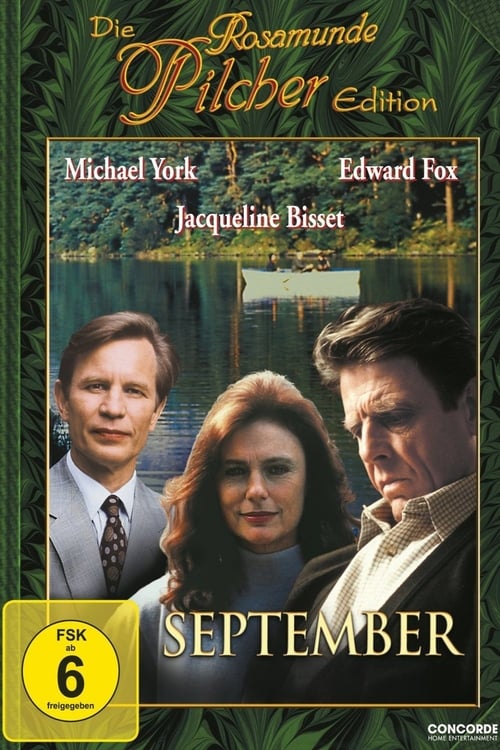 Die Rosamunde
Pilcher Edition
Michael York
Edward Fox
Jacqueline Bisset
SEPTEMBER
FSK
ab
6
freigegeben
CONCORDE
HOME ENTERTAINMENT